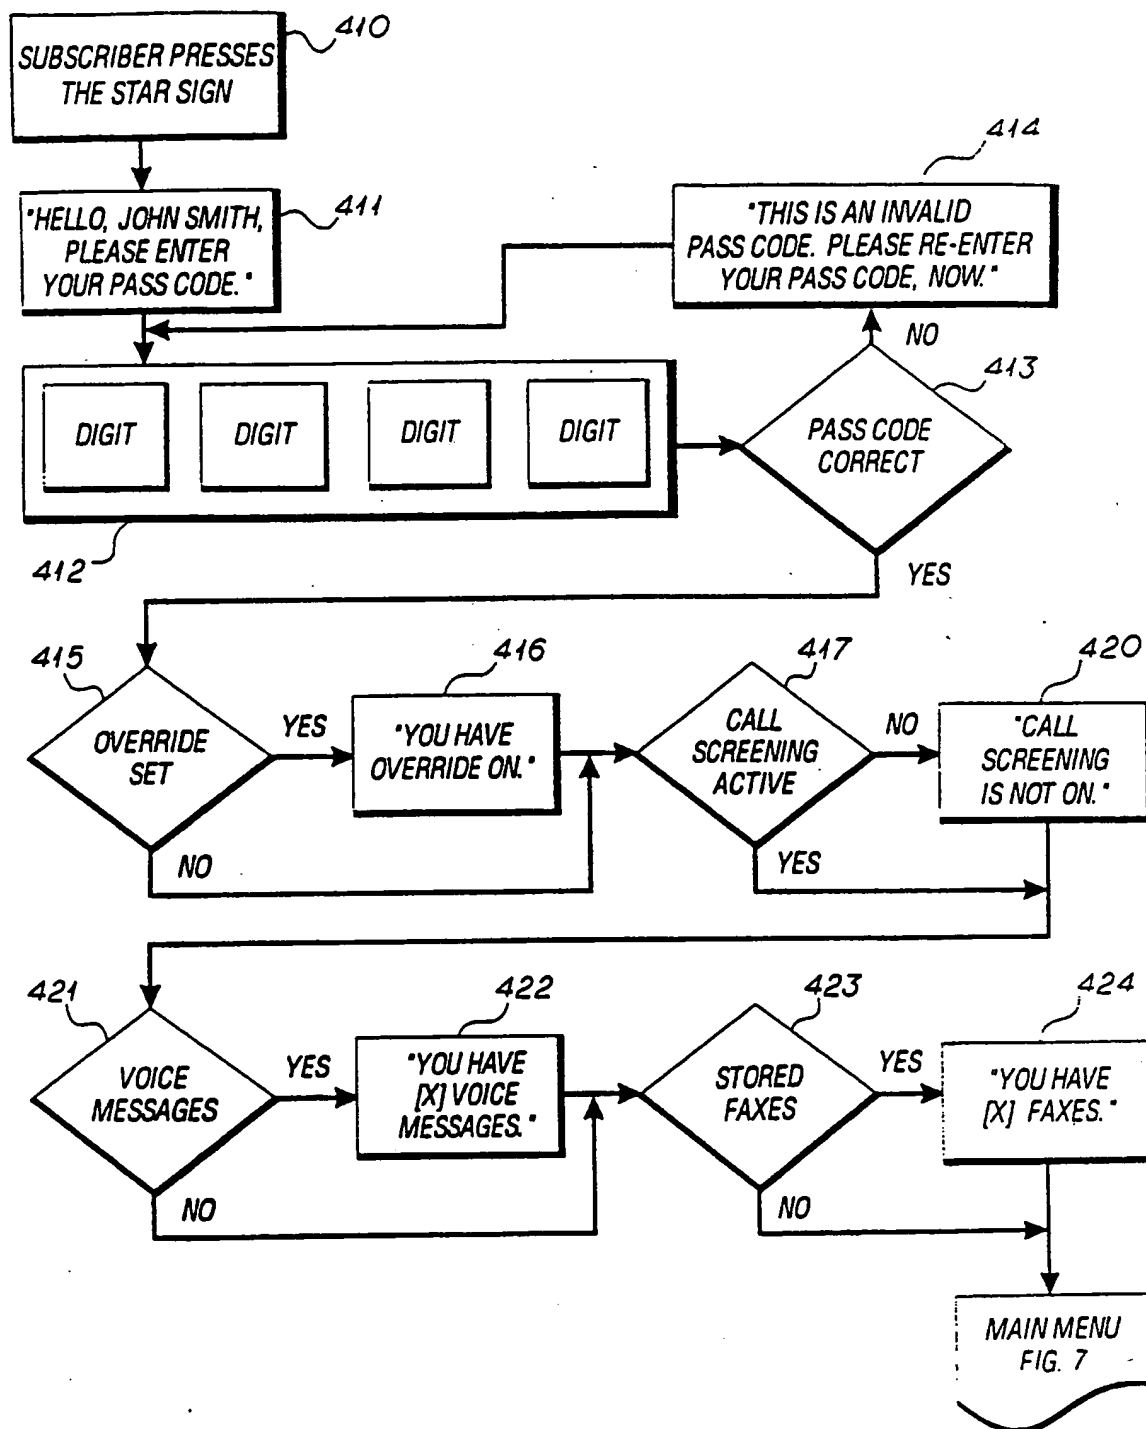 410
SUBSCRIBER PRESSES
THE STAR SIGN
411
"HELLO, JOHN SMITH,
PLEASE ENTER
YOUR PASS CODE."
414
"THIS IS AN INVALID
PASS CODE. PLEASE RE-ENTER
YOUR PASS CODE, NOW."
NO
413
DIGIT
DIGIT
DIGIT
DIGIT
PASS CODE
CORRECT
412
YES
415
OVERRIDE
SET
YES
NO
416
"YOU HAVE
OVERRIDE ON."
417
CALL
SCREENING
ACTIVE
NO
YES
420
"CALL
SCREENING
IS NOT ON."
421
VOICE
MESSAGES
YES
NO
422
"YOU HAVE
[X] VOICE
MESSAGES."
423
STORED
FAXES
YES
NO
424
"YOU HAVE
[X] FAXES."
MAIN MENU
FIG. 7